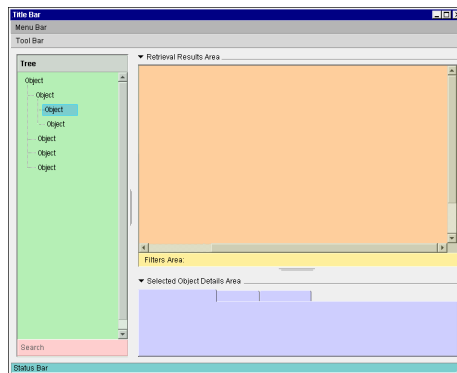 Title Bar
Menu Bar
Tool Bar
Tree
Object
Object
Object
Object
Object
Object
Object
Search
Retrieval Results Area
Filters Area:
Selected Object Details Area
Status Bar